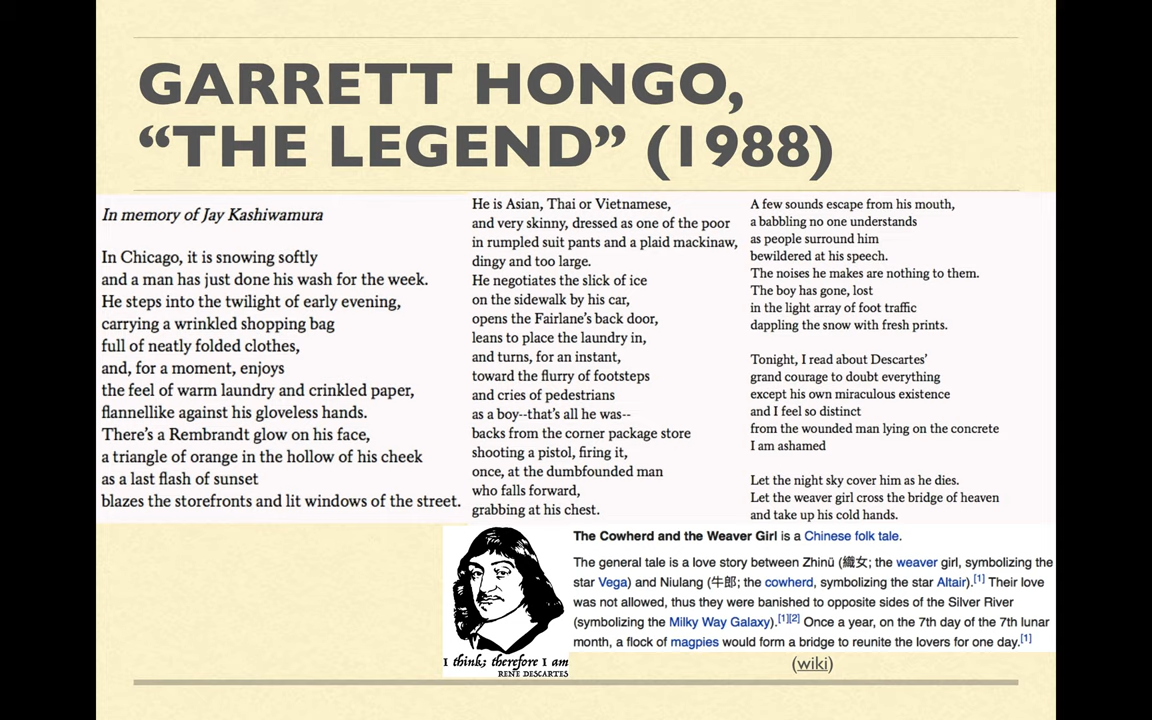 GARRETT HONGO,
“THE LEGEND” (1988)
In memory of Jay Kashiwamura
In Chicago, it is snowing softly
and a man has just done his wash for the week.
He steps into the twilight of early evening,
carrying a wrinkled shopping bag
full of neatly folded clothes,
and, for a moment, enjoys
the feel of warm laundry and crinkled paper,
flannellike against his gloveless hands.
There’s a Rembrandt glow on his face,
a triangle of orange in the hollow of his cheek
as a last flash of sunset
blazes the storefronts and lit windows of the street.
He is Asian, Thai or Vietnamese,
and very skinny, dressed as one of the poor
in rumpled suit pants and a plaid mackinaw,
dingy and too large.
He negotiates the slick of ice
on the sidewalk by his car,
opens the Fairlane’s back door,
leans to place the laundry in,
and turns, for an instant,
toward the flurry of footsteps
and cries of pedestrians
as a boy--that’s all he was--
backs from the corner package store
shooting a pistol, firing it,
once, at the dumbfounded man
who falls forward,
grabbing at his chest.
A few sounds escape from his mouth,
a babbling no one understands
as people surround him
bewildered at his speech.
The noises he makes are nothing to them.
The boy has gone, lost
in the light array of foot traffic
dappling the snow with fresh prints.
Tonight, I read about Descartes’
grand courage to doubt everything
except his own miraculous existence
and I feel so distinct
from the wounded man lying on the concrete
I am ashamed
Let the night sky cover him as he dies.
Let the weaver girl cross the bridge of heaven
and take up his cold hands.
I think; therefore I am
RENE DESCARTES
The Cowherd and the Weaver Girl is a Chinese folk tale.
The general tale is a love story between Zhinü (織女; the weaver girl, symbolizing the
star Vega) and Niulang (牛郎; the cowherd, symbolizing the star Altair).[1] Their love
was not allowed, thus they were banished to opposite sides of the Silver River
(symbolizing the Milky Way Galaxy).[1][2] Once a year, on the 7th day of the 7th lunar
month, a flock of magpies would form a bridge to reunite the lovers for one day.[1]
(wiki)